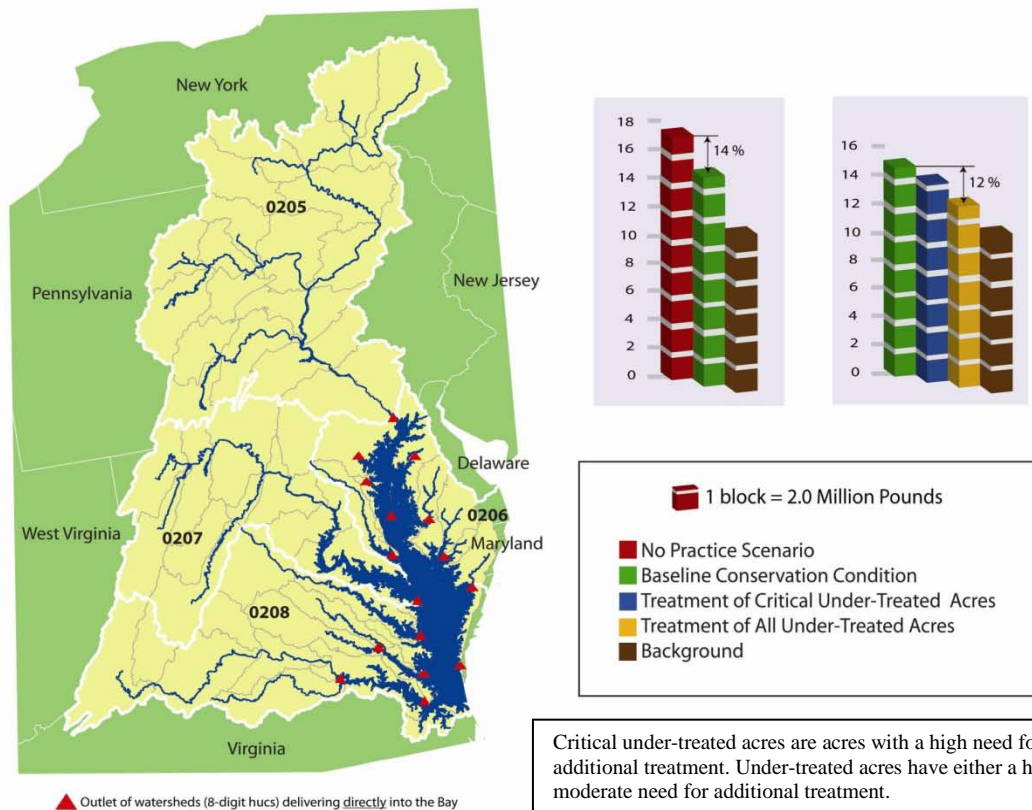 New York
0205
Pennsylvania
New Jersey
Delaware
0206
Maryland
West Virginia
0207
0208
Virginia
▲ Outlet of watersheds (8-digit hucs) delivering directly into the Bay
18
16
14
12
10
8
6
4
2
0
14 %
16
14
12
10
8
6
4
2
0
12 %
1 block = 2.0 Million Pounds
No Practice Scenario
Baseline Conservation Condition
Treatment of Critical Under-Treated Acres
Treatment of All Under-Treated Acres
Background
Critical under-treated acres are acres with a high need
additional treatment. Under-treated acres have either a
moderate need for additional treatment.